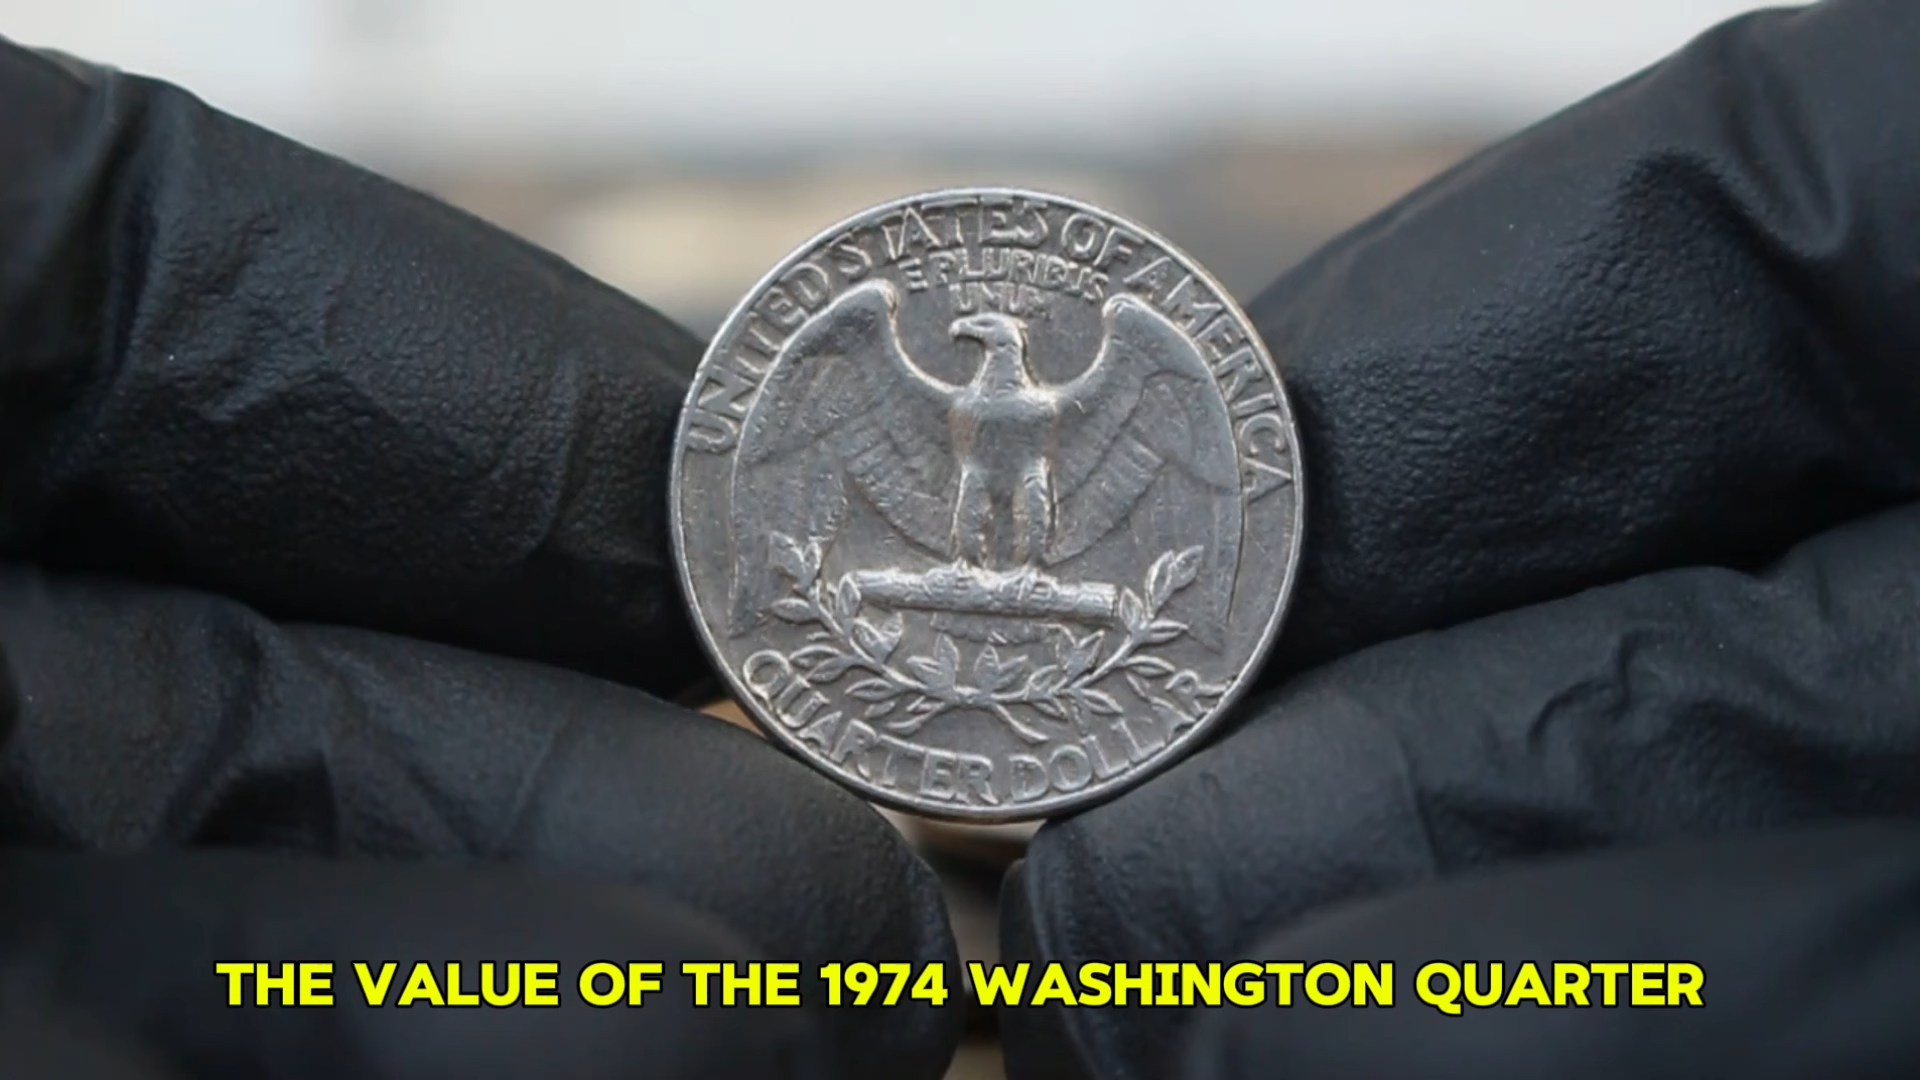 UNITED STATES OF AMERICA
E PLURIBUS
UNUM
QUARTER DOLLAR
THE VALUE OF THE 1974 WASHINGTON QUARTER